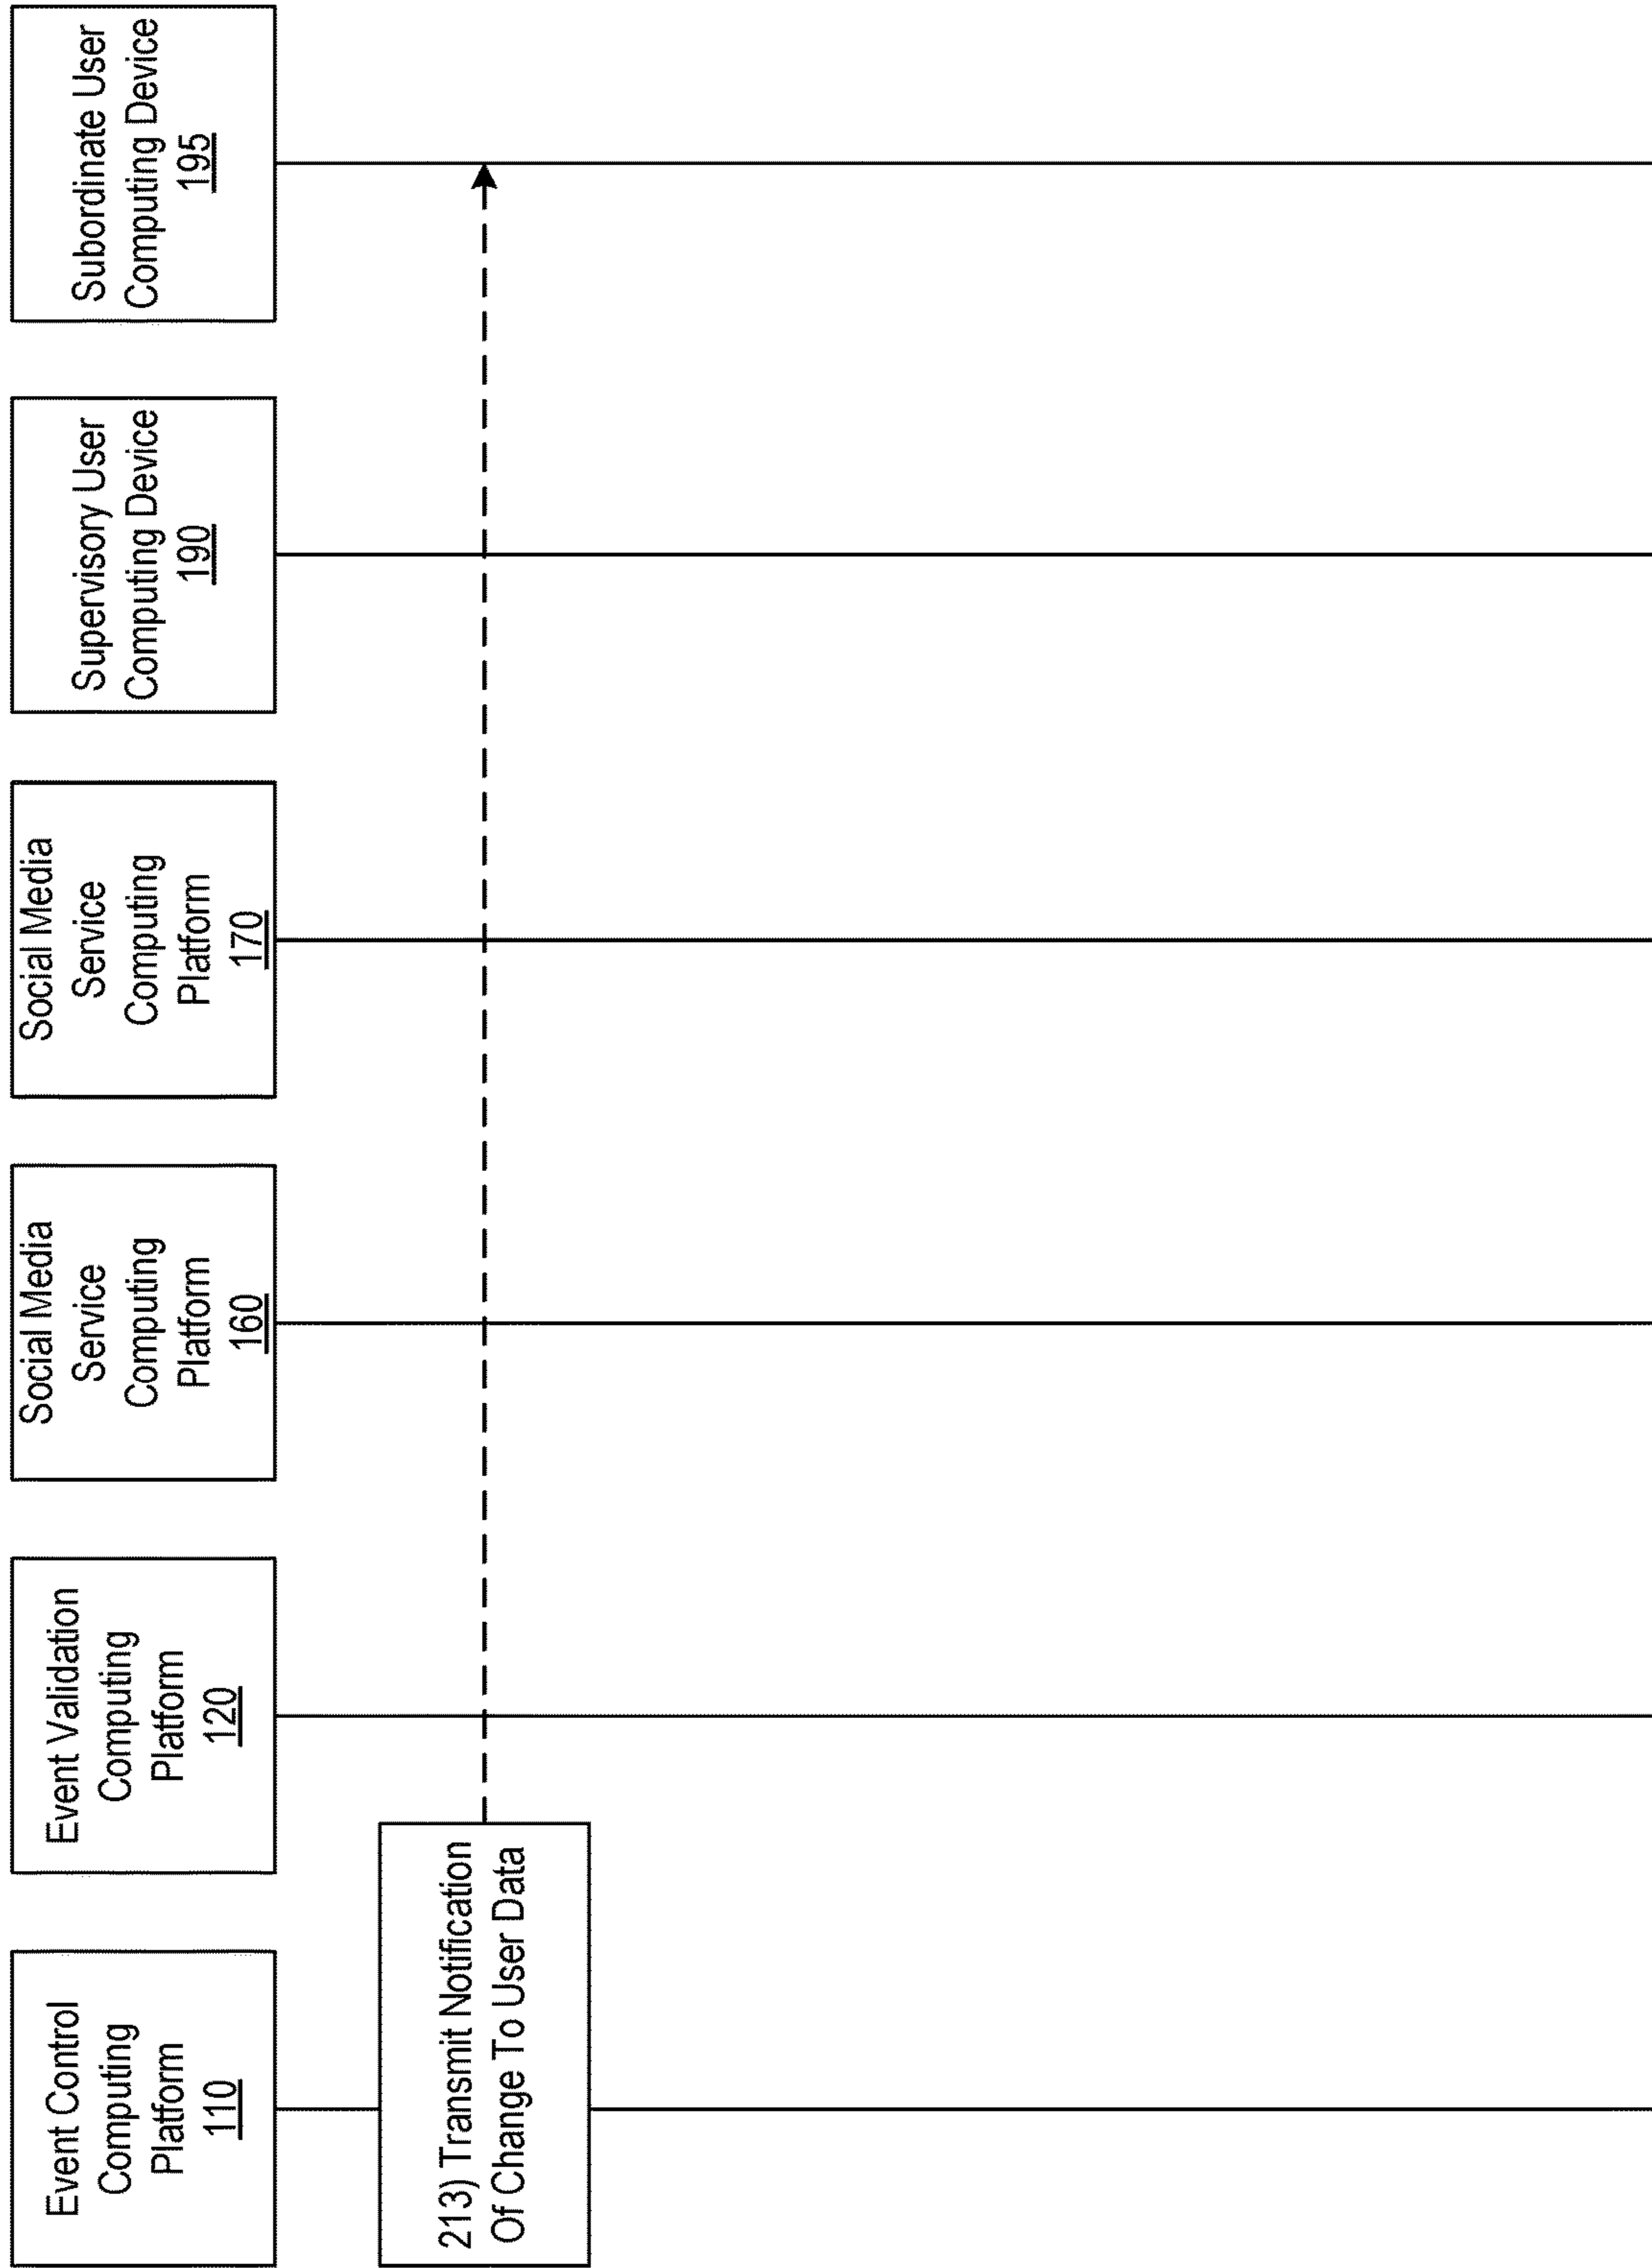 Event Control
Computing
Platform
110
Event Validation
Computing
Platform
120
Social Media
Service
Computing
Platform
160
Social Media
Service
Computing
Platform
170
Supervisory User
Computing Device
190
Subordinate User
Computing Device
195
213) Transmit Notification
Of Change To User Data